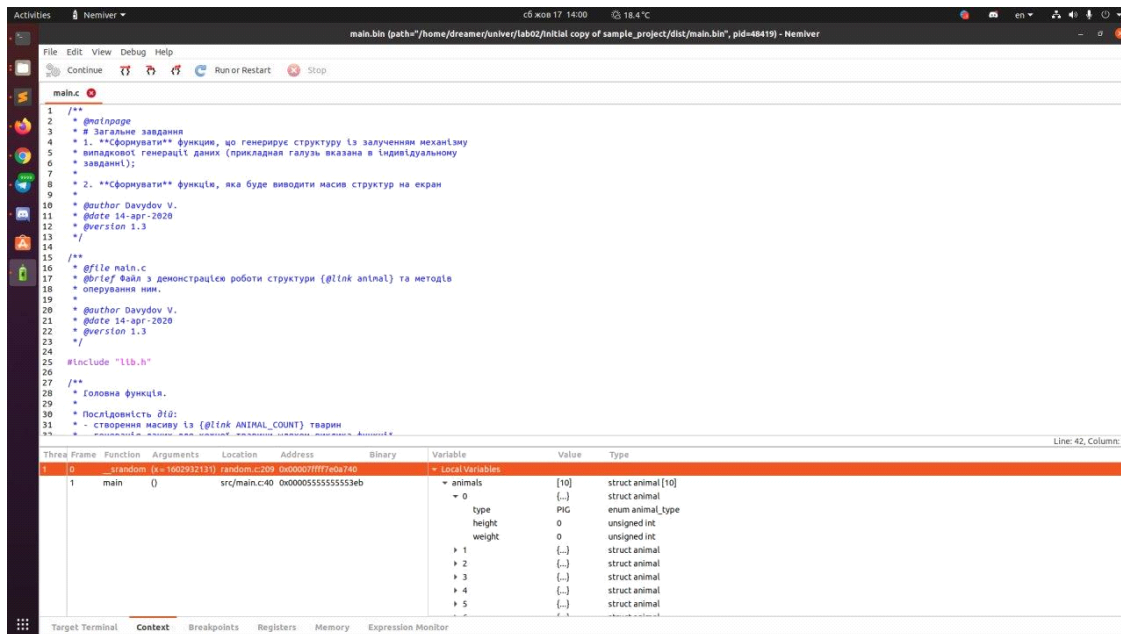 Activities Nemiver сб жов 17 14:00 18.4 °C en
main.bin (path="/home/dreamer/univer/lab02/Initial copy of sample_project/dist/main.bin", pid=48419) - Nemiver
File Edit View Debug Help
Continue Run or Restart Stop
main.c
1 /**
2 * @mainpage
3 * # Загальне завдання
4 * 1. **Сформувати** функцию, що генерирує структуру із залученням механізму
5 * випадкової генерації даних (прикладная галузь вказана в індивідуальному
6 * завданні);
7 *
8 * 2. **Сформувати** функцію, яка буде виводити масив структур на екран
9 *
10 * @author Davydov V.
11 * @date 14-apr-2020
12 * @version 1.3
13 */
14
15 /**
16 * @file main.c
17 * @brief Файл з демонстрацією роботи структури {@link animal} та методів
18 * оперування ним.
19 *
20 * @author Davydov V.
21 * @date 14-apr-2020
22 * @version 1.3
23 */
24
25 #include "lib.h"
26
27 /**
28 * Головна функція.
29 *
30 * Послідовність дій:
31 * - створення масиву із {@link ANIMAL_COUNT} тварин
Line: 42, Column:
Threa Frame Function Arguments Location Address Binary
1 0 __srandom (x = 1602932131) random.c:209 0x00007ffff7e0a740
1 main () src/main.c:40 0x00005555555553eb
Variable Value Type
Local Variables
animals [10] struct animal [10]
0 {...} struct animal
type PIG enum animal_type
height 0 unsigned int
weight 0 unsigned int
1 {...} struct animal
2 {...} struct animal
3 {...} struct animal
4 {...} struct animal
5 {...} struct animal
Target Terminal Context Breakpoints Registers Memory Expression Monitor